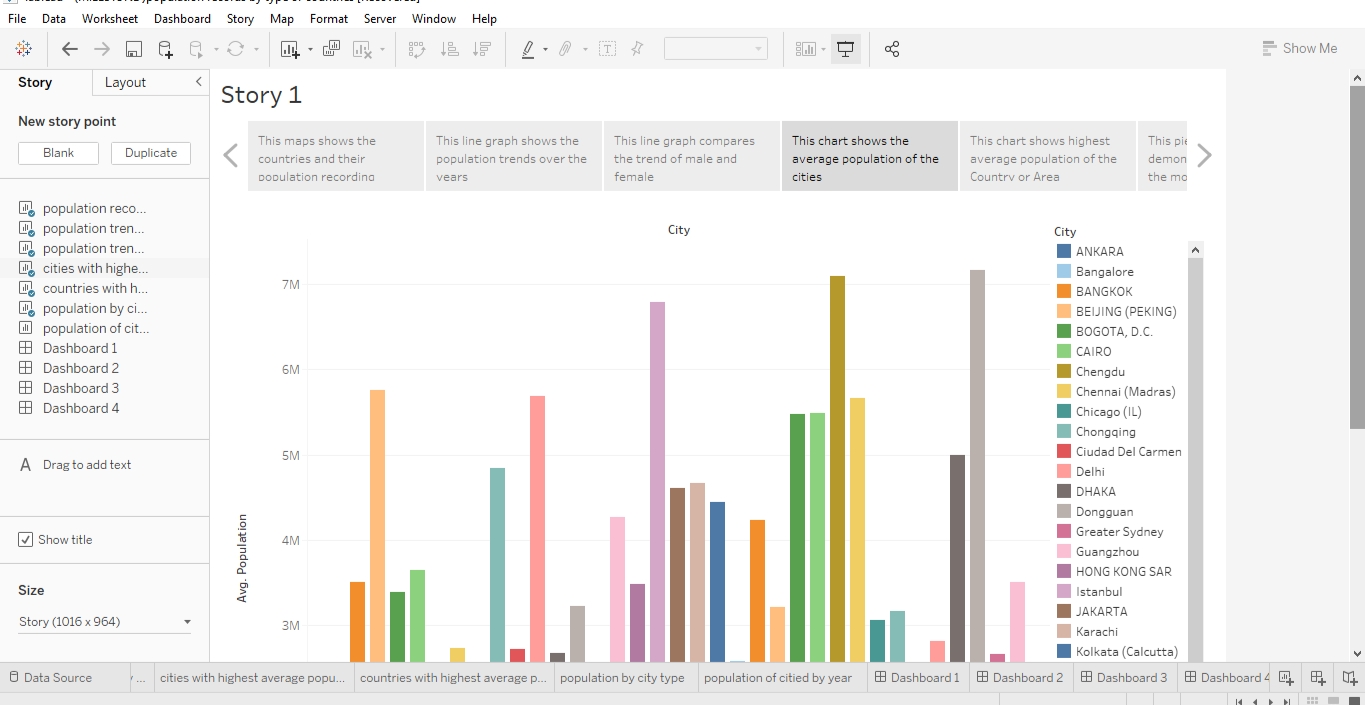 File Data Worksheet Dashboard Story Map Format Server Window Help
Show Me
Story Layout
New story point
Blank Duplicate
population reco...
population tren...
population tren...
cities with highe...
countries with h...
population by ci...
population of cit...
Dashboard 1
Dashboard 2
Dashboard 3
Dashboard 4
A Drag to add text
Show title
Size
Story (1016 x 964)
Story 1
This maps shows the
countries and their
population recording
This line graph shows the
population trends over the
years
This line graph compares
the trend of male and
female
This chart shows the
average population of the
cities
This chart shows highest
average population of the
Country or Area
This pie
demon
the mo
City
7M
6M
5M
4M
3M
Avg. Population
City
ANKARA
Bangalore
BANGKOK
BEIJING (PEKING)
BOGOTA, D.C.
CAIRO
Chengdu
Chennai (Madras)
Chicago (IL)
Chongqing
Ciudad Del Carmen
Delhi
DHAKA
Dongguan
Greater Sydney
Guangzhou
HONG KONG SAR
Istanbul
JAKARTA
Karachi
Kolkata (Calcutta)
Data Source y ... cities with highest average popu... countries with highest average p... population by city type population of citied by year Dashboard 1 Dashboard 2 Dashboard 3 Dashboard 4